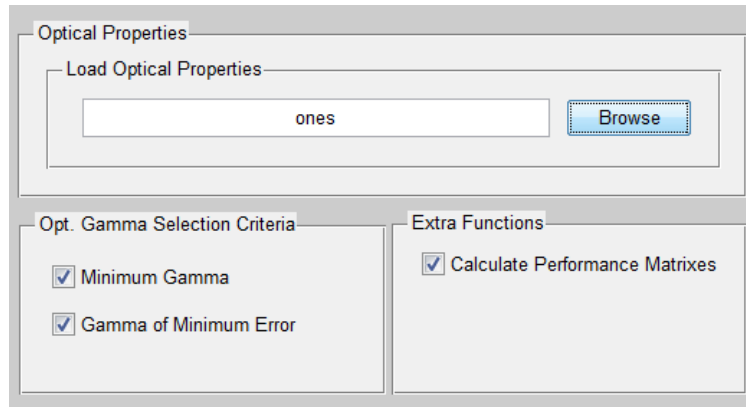 Optical Properties
Load Optical Properties
ones
Browse
Opt. Gamma Selection Criteria
Minimum Gamma
Gamma of Minimum Error
Extra Functions
Calculate Performance Matrixes